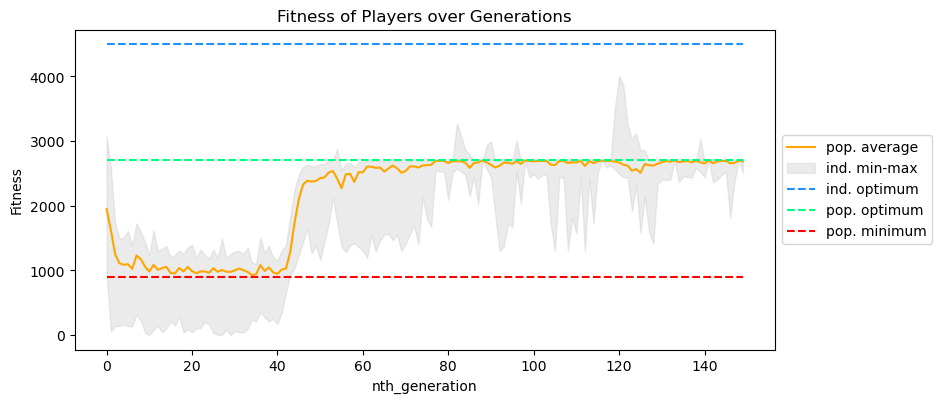 Fitness of Players over Generations
Fitness
4000
3000
2000
1000
0
0 20 40 60 80 100 120 140
nth_generation
pop. average
ind. min-max
ind. optimum
pop. optimum
pop. minimum